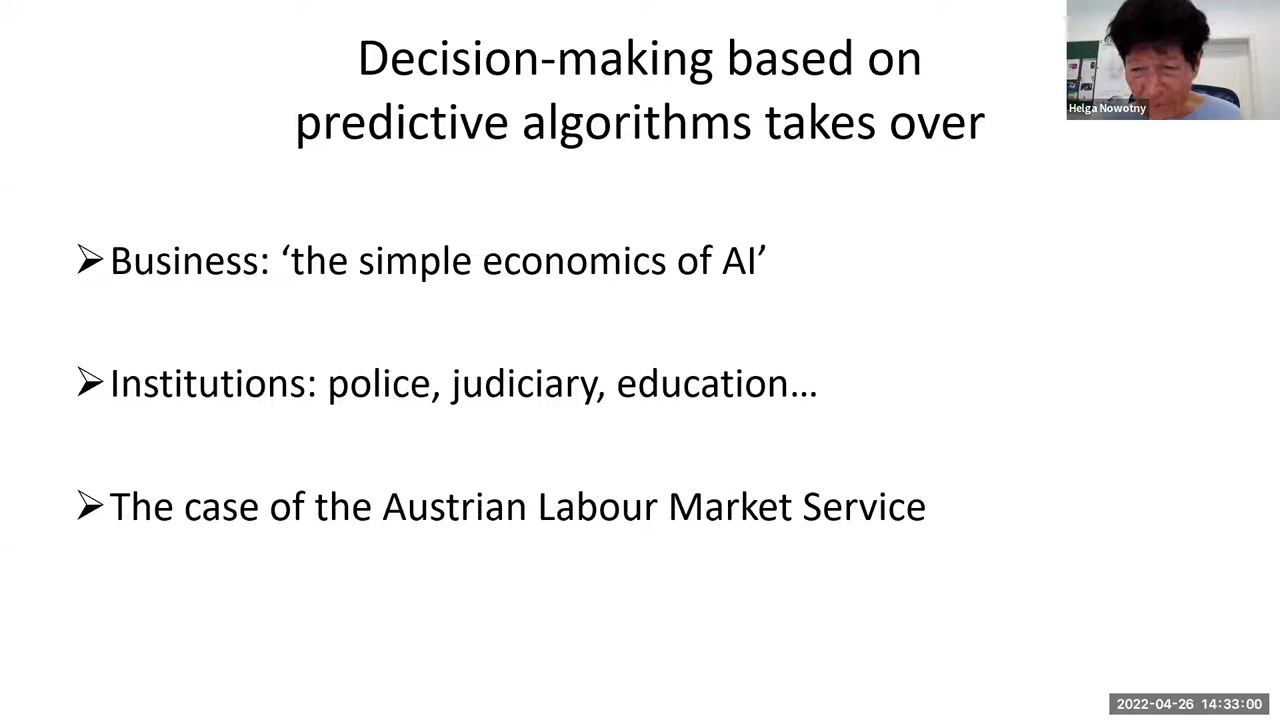 Decision-making based on
predictive algorithms takes over
Helga Nowotny
➢Business: ‘the simple economics of AI’
➢Institutions: police, judiciary, education…
➢The case of the Austrian Labour Market Service
2022-04-26 14:33:00